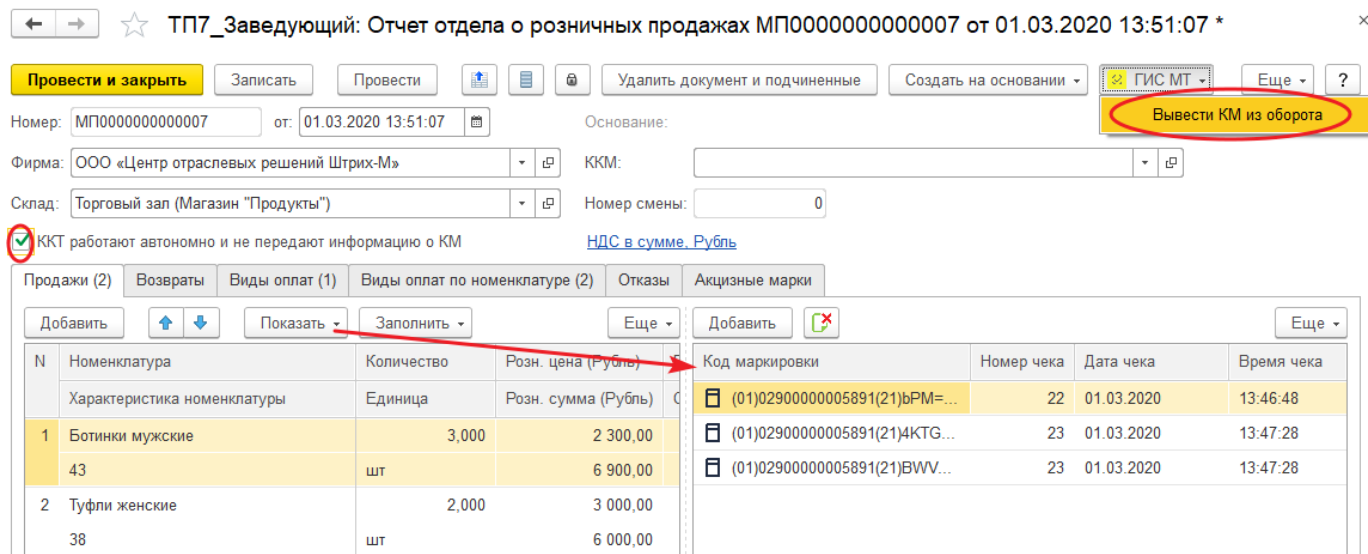 ТП7_Заведующий: Отчет отдела о розничных продажах МП0000000000007 от 01.03.2020 13:51:07 *
Провести и закрыть Записать Провести Удалить документ и подчиненные Создать на основании ГИС МТ Еще ?
Вывести КМ из оборота
Номер: МП0000000000007 от: 01.03.2020 13:51:07 Основание:
Фирма: ООО «Центр отраслевых решений Штрих-М» ККМ:
Склад: Торговый зал (Магазин "Продукты") Номер смены: 0
ККТ работают автономно и не передают информацию о КМ НДС в сумме, Рубль
Продажи (2) Возвраты Виды оплат (1) Виды оплат по номенклатуре (2) Отказы Акцизные марки
Добавить Показать Заполнить Еще Добавить Еще
N Номенклатура Количество Розн. цена (Рубль) Код маркировки Номер чека Дата чека Время чека
Характеристика номенклатуры Единица Розн. сумма (Рубль)
(01)02900000005891(21)bPM=... 22 01.03.2020 13:46:48
1 Ботинки мужские 3,000 2 300,00 (01)02900000005891(21)4KTG... 23 01.03.2020 13:47:28
43 шт 6 900,00 (01)02900000005891(21)BWV... 23 01.03.2020 13:47:28
2 Туфли женские 2,000 3 000,00
38 шт 6 000,00